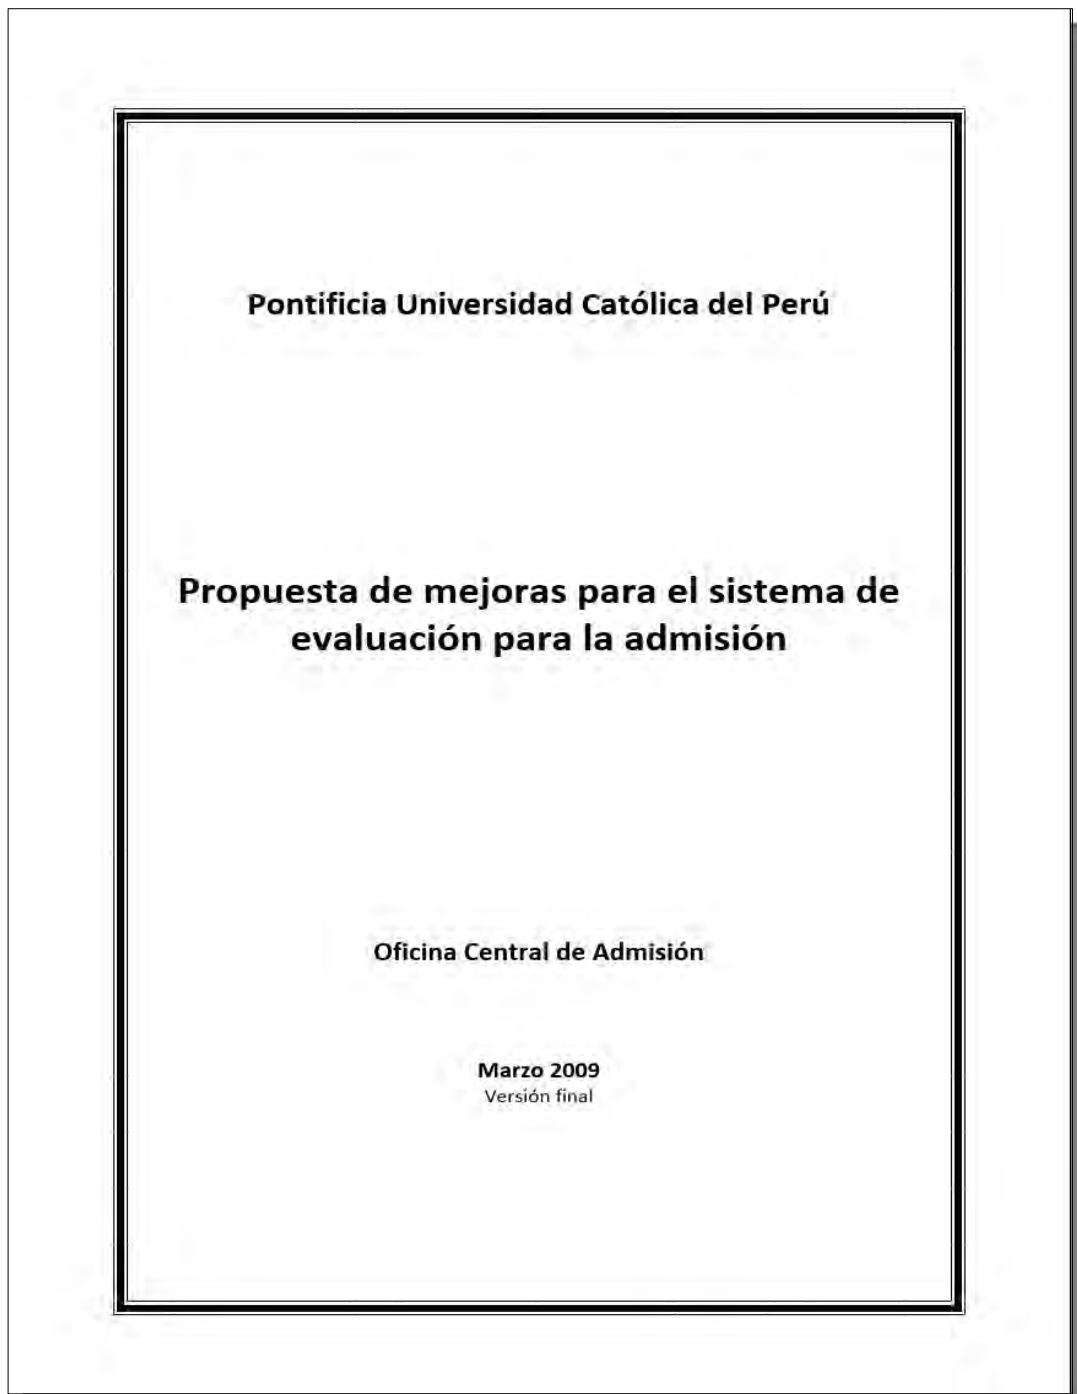 Pontificia Universidad Católica del Perú
Propuesta de mejoras para el sistema de
evaluación para la admisión
Oficina Central de Admisión
Marzo 2009
Versión final